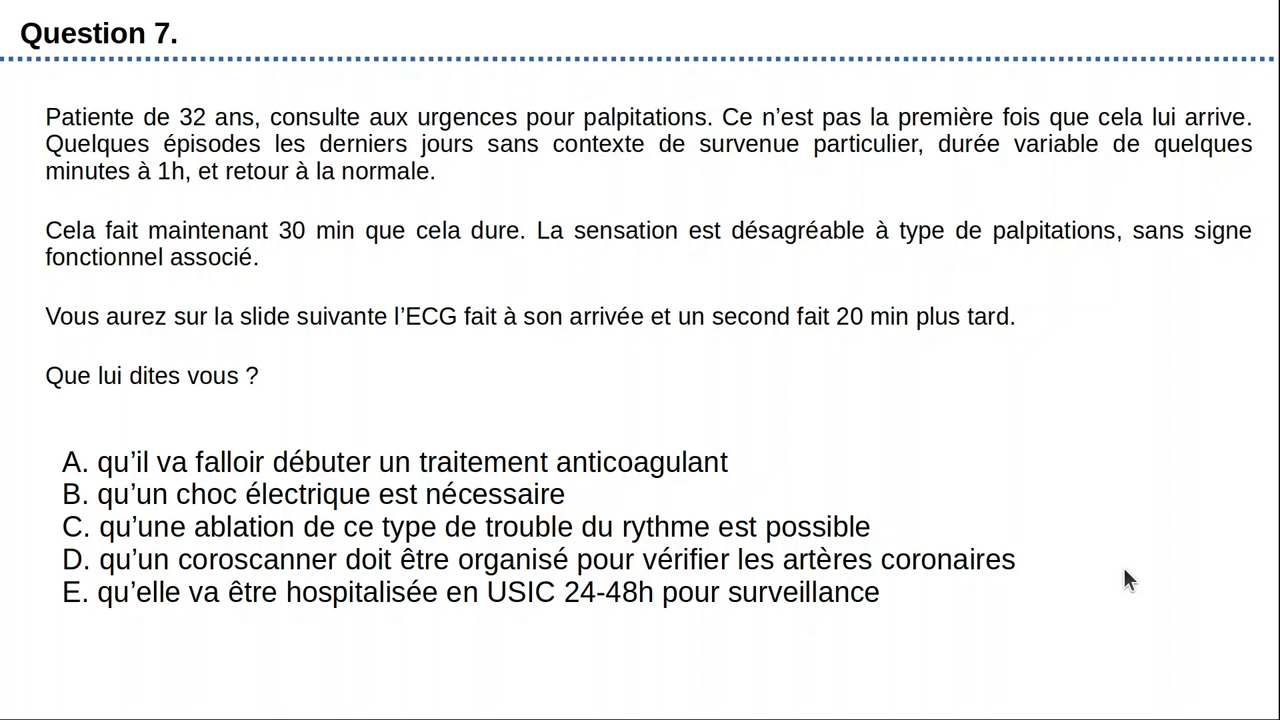 Question 7.
Patiente de 32 ans, consulte aux urgences pour palpitations. Ce n’est pas la première fois que cela lui arrive.
Quelques épisodes les derniers jours sans contexte de survenue particulier, durée variable de quelques
minutes à 1h, et retour à la normale.
Cela fait maintenant 30 min que cela dure. La sensation est désagréable à type de palpitations, sans signe
fonctionnel associé.
Vous aurez sur la slide suivante l’ECG fait à son arrivée et un second fait 20 min plus tard.
Que lui dites vous ?
A. qu’il va falloir débuter un traitement anticoagulant
B. qu’un choc électrique est nécessaire
C. qu’une ablation de ce type de trouble du rythme est possible
D. qu’un coroscanner doit être organisé pour vérifier les artères coronaires
E. qu’elle va être hospitalisée en USIC 24-48h pour surveillance